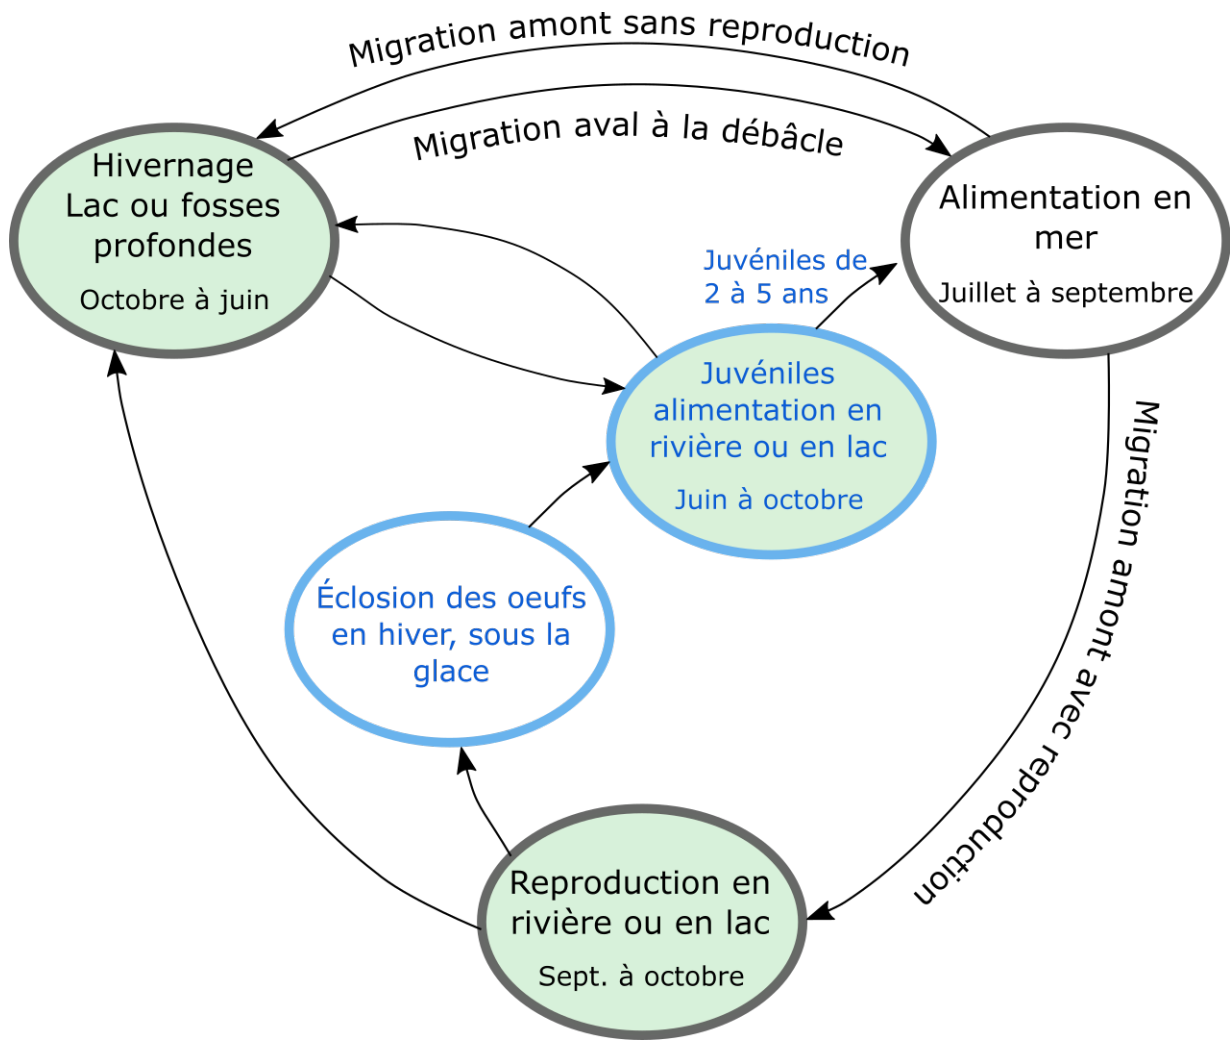 Migration amont sans reproduction
Migration aval à la débâcle
Hivernage
Lac ou fosses
profondes
Octobre à juin
Alimentation en
mer
Juillet à septembre
Juvéniles de
2 à 5 ans
Juvéniles
alimentation en
rivière ou en lac
Juin à octobre
Migration amont avec reproduction
Éclosion des oeufs
en hiver, sous la
glace
Reproduction en
rivière ou en lac
Sept. à octobre